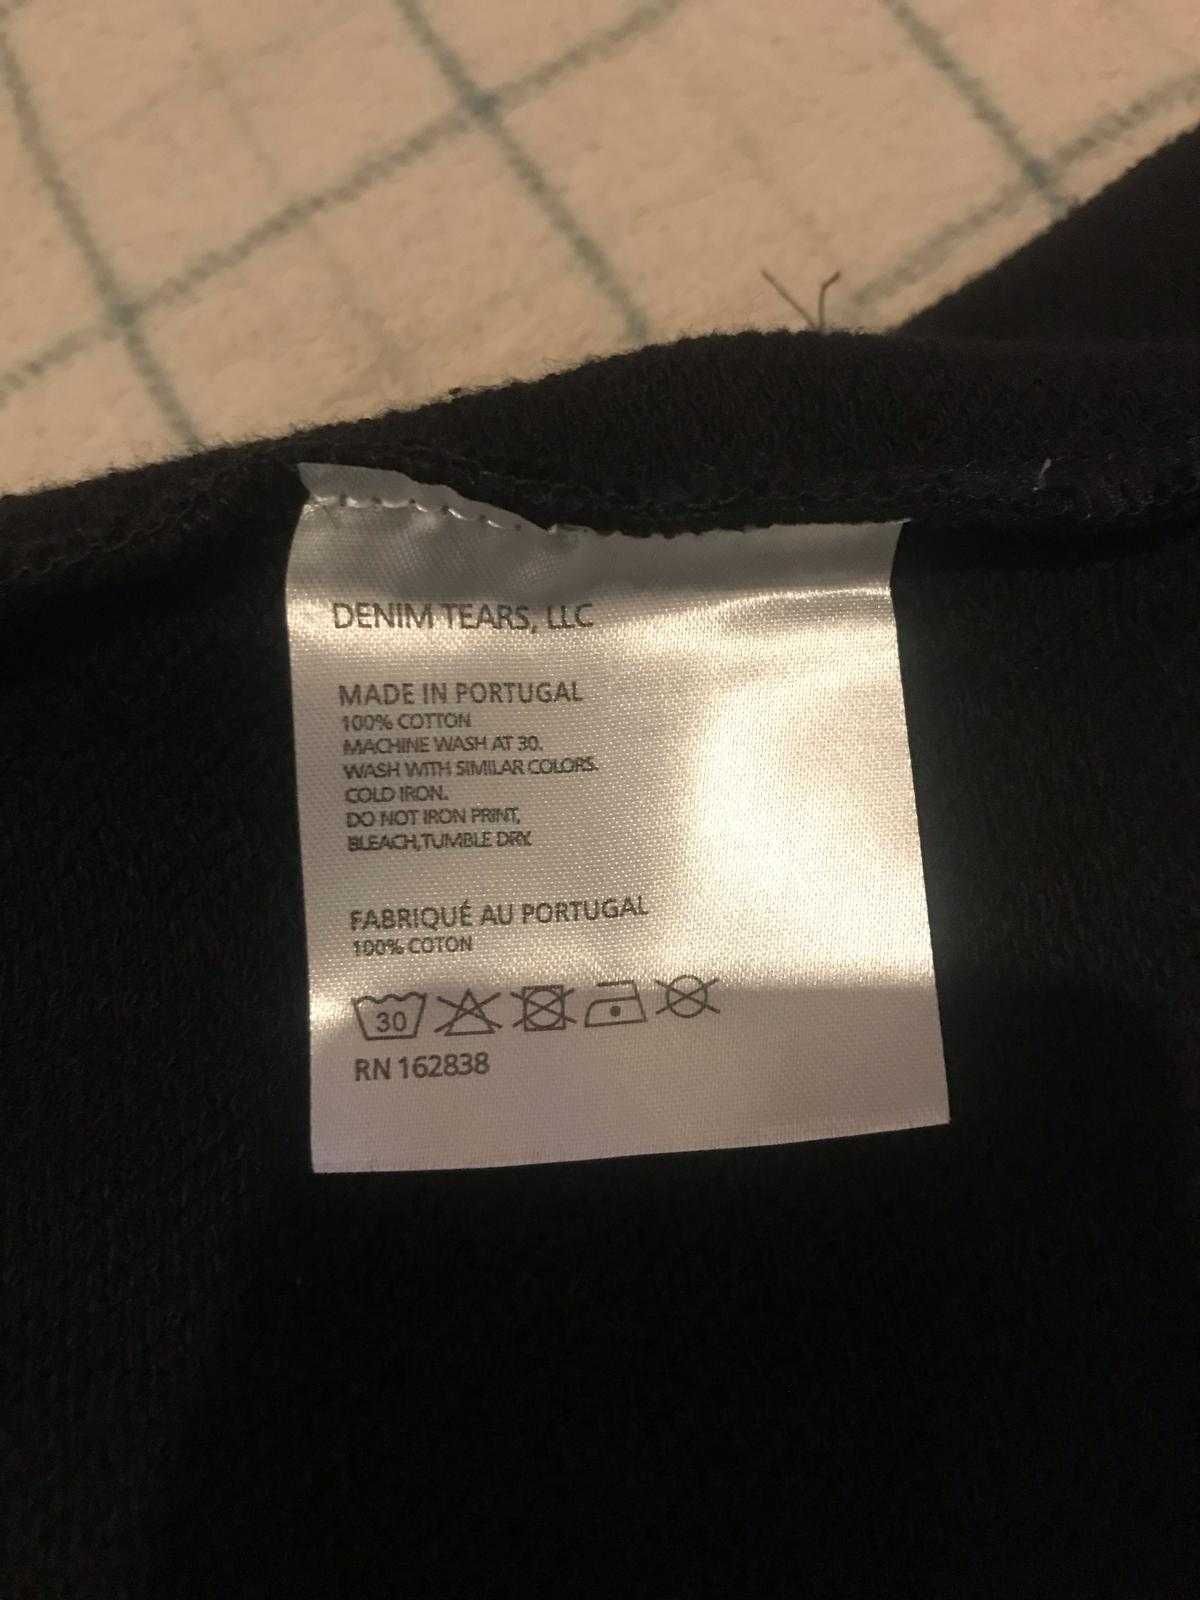 DENIM TEARS, LLC
MADE IN PORTUGAL
100% COTTON
MACHINE WASH AT 30.
WASH WITH SIMILAR COLORS.
COLD IRON.
DO NOT IRON PRINT,
BLEACH,TUMBLE DRY.
FABRIQUÉ AU PORTUGAL
100% COTON
30
RN 162838